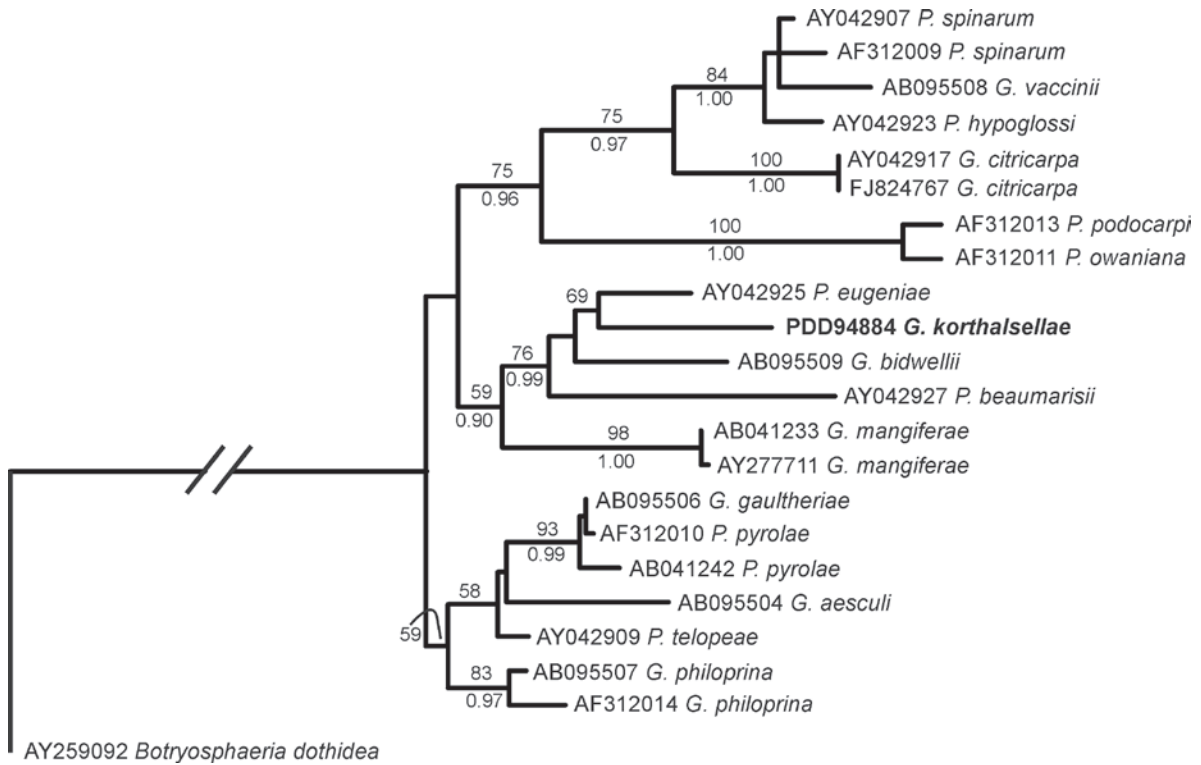 AY042907 P. spinarum
AF312009 P. spinarum
84
1.00
AB095508 G. vaccinii
75
0.97
AY042923 P. hypoglossi
100
1.00
AY042917 G. citricarpa
FJ824767 G. citricarpa
75
0.96
100
1.00
AF312013 P. podocarpi
AF312011 P. owaniana
69
AY042925 P. eugeniae
PDD94884 G. korthalsellae
76
0.99
AB095509 G. bidwellii
59
0.90
AY042927 P. beaumarisii
98
1.00
AB041233 G. mangiferae
AY277711 G. mangiferae
AB095506 G. gaultheriae
93
0.99
AF312010 P. pyrolae
AB041242 P. pyrolae
58
AB095504 G. aesculi
59
AY042909 P. telopeae
83
0.97
AB095507 G. philoprina
AF312014 G. philoprina
AY259092 Botryosphaeria dothidea